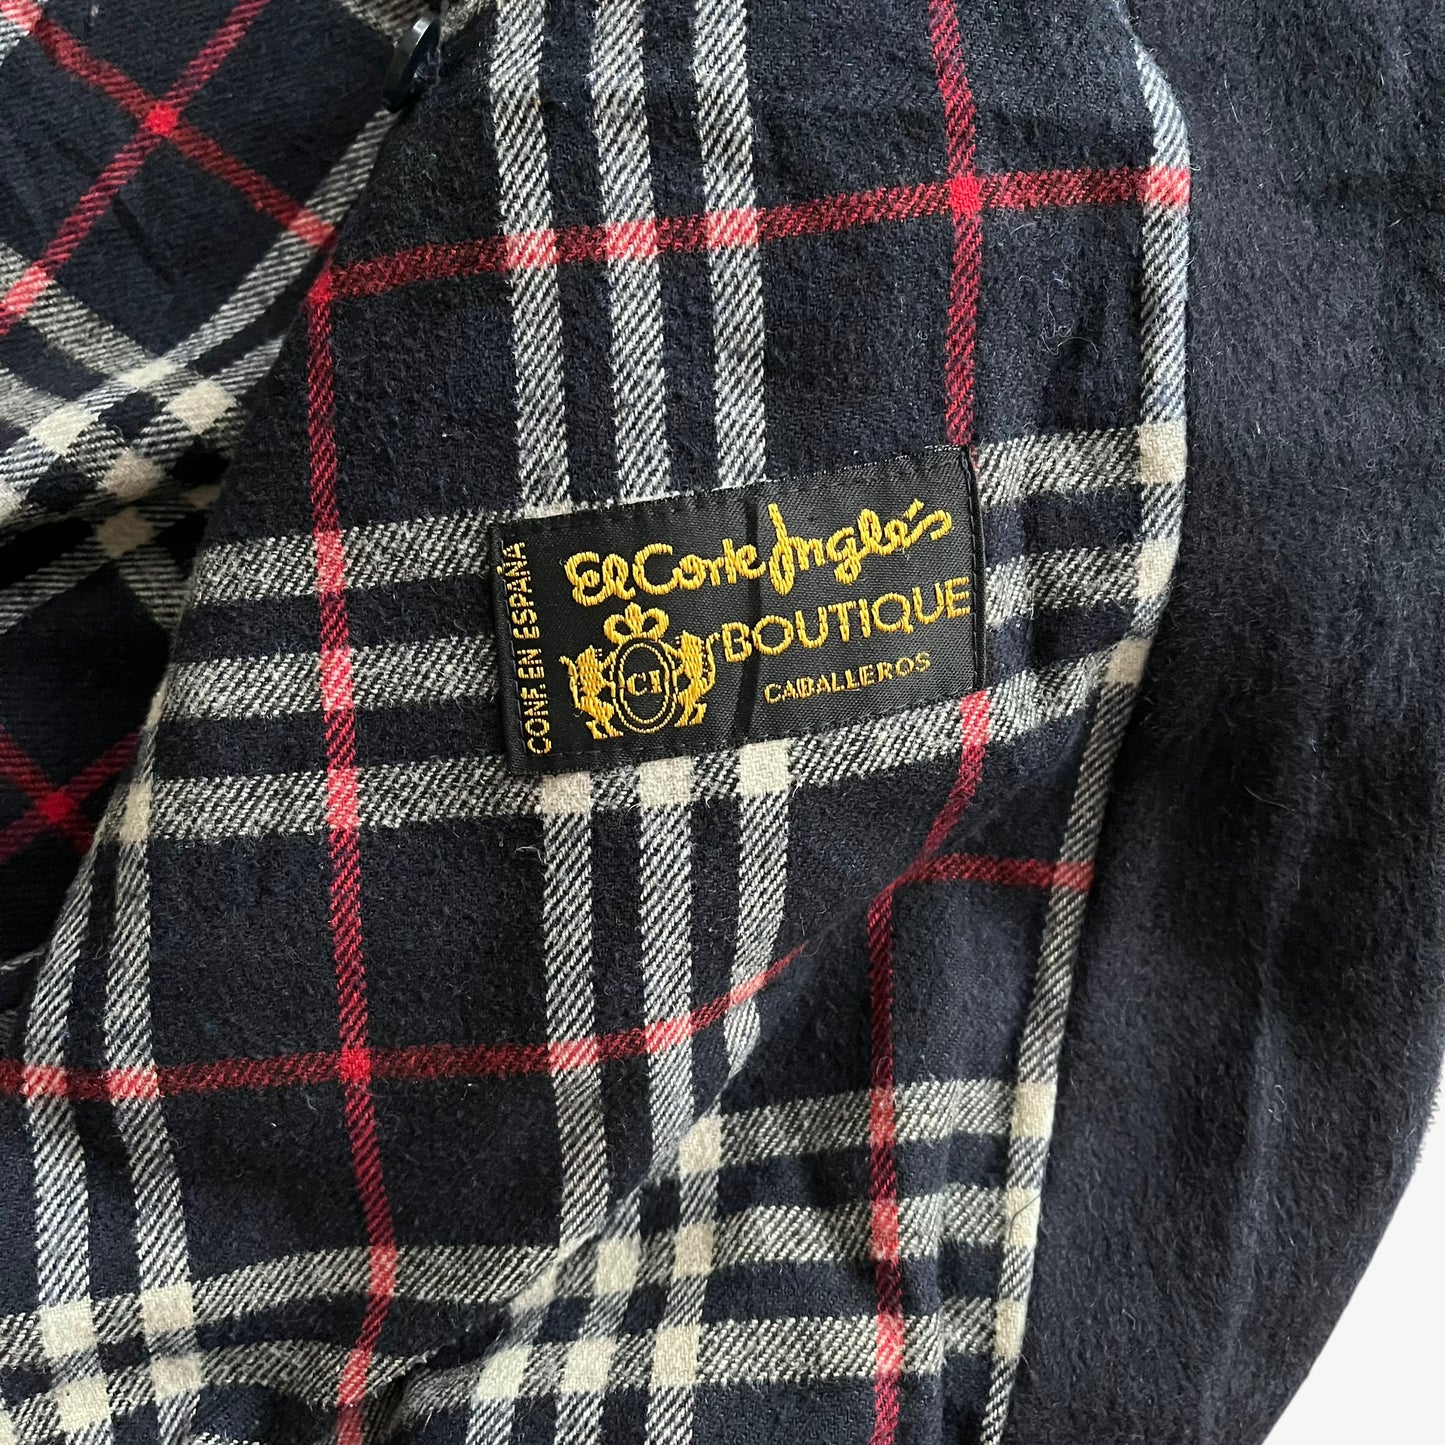 El Corte Inglés
BOUTIQUE
CABALLEROS
CI
CONF. EN ESPAÑA